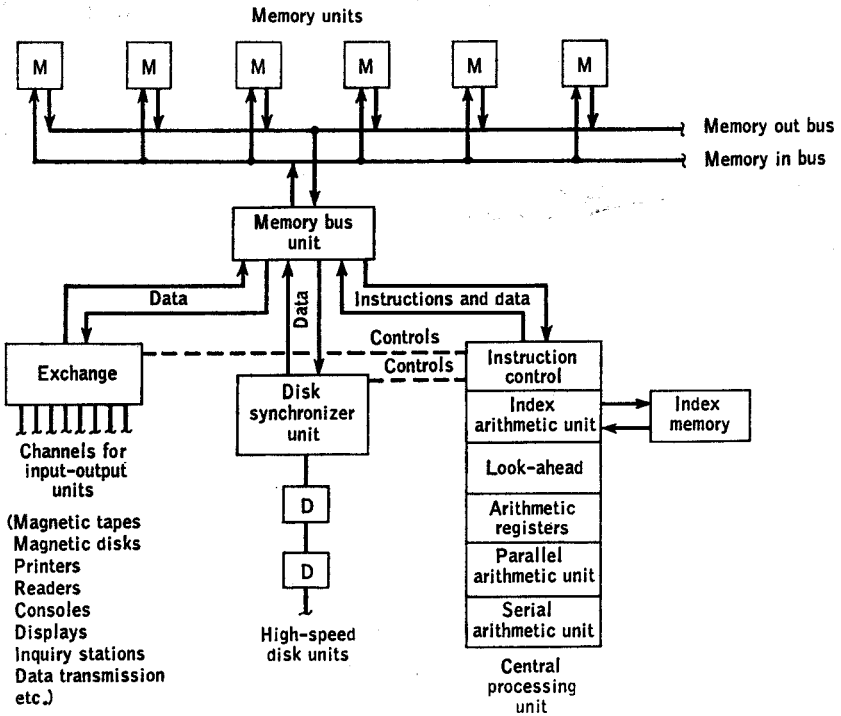 Memory units
M M M M M M
Memory out bus
Memory in bus
Memory bus
unit
Data
Data
Instructions and data
Controls
Controls
Exchange
Channels for
input-output
units
(Magnetic tapes
Magnetic disks
Printers
Readers
Consoles
Displays
Inquiry stations
Data transmission
etc.)
Disk
synchronizer
unit
D
D
High-speed
disk units
Instruction
control
Index
arithmetic unit
Look-ahead
Arithmetic
registers
Parallel
arithmetic unit
Serial
arithmetic unit
Central
processing
unit
Index
memory